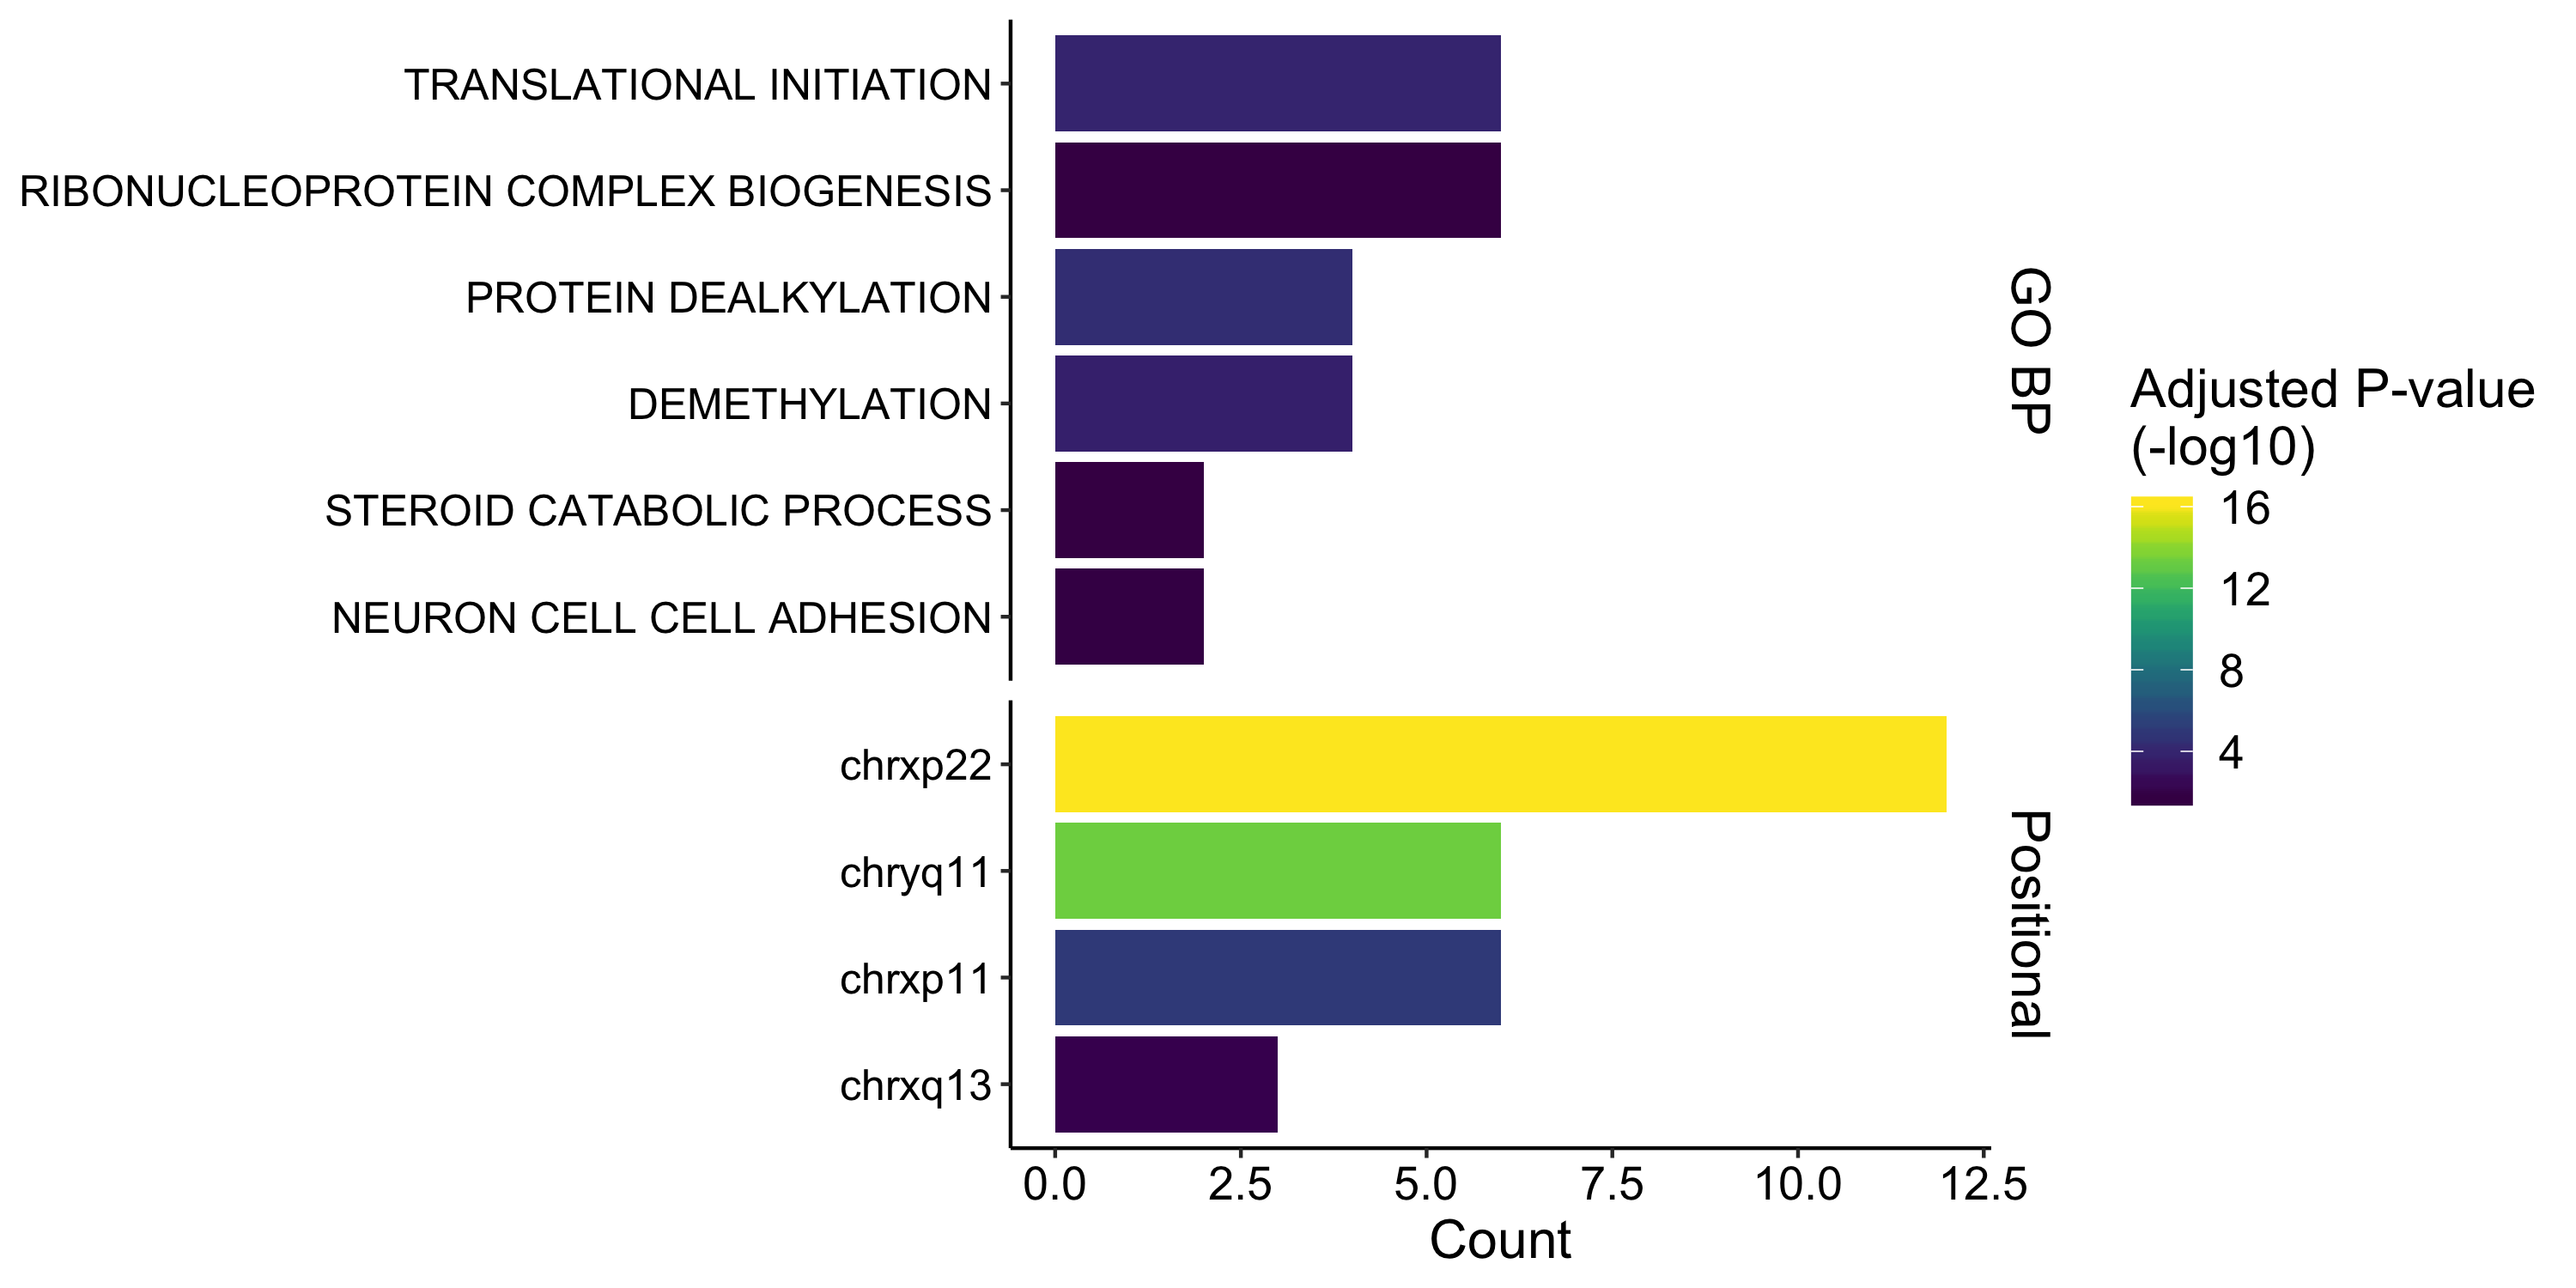 TRANSLATIONAL INITIATION
RIBONUCLEOPROTEIN COMPLEX BIOGENESIS
PROTEIN DEALKYLATION
DEMETHYLATION
STEROID CATABOLIC PROCESS
NEURON CELL CELL ADHESION
GO BP
chrxp22
chryq11
chrxp11
chrxq13
Positional
0.0 2.5 5.0 7.5 10.0 12.5
Count
Adjusted P-value
(-log10)
16
12
8
4